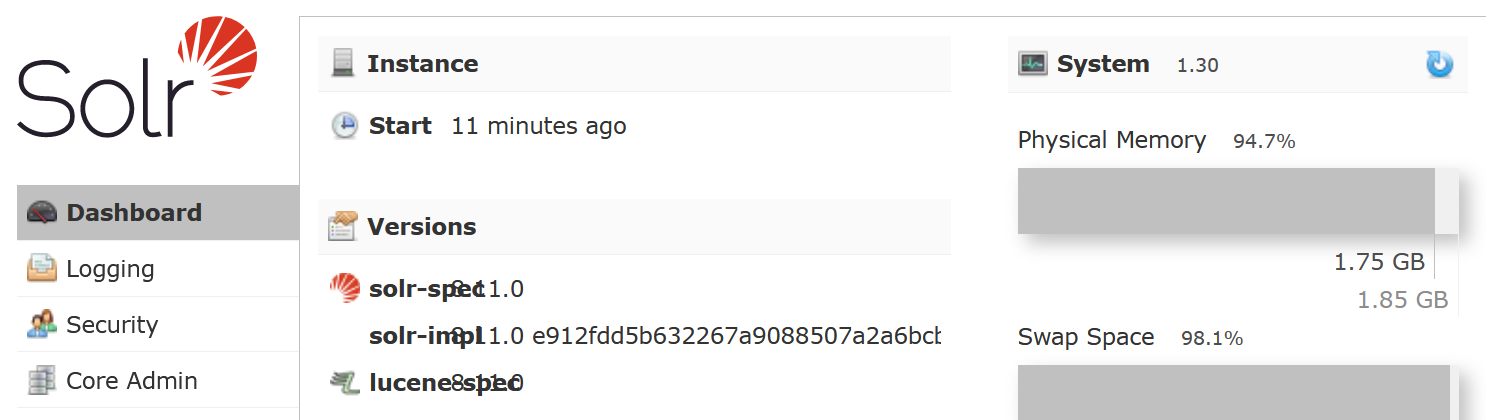 Solr
Dashboard
Logging
Security
Core Admin
Instance
Start 11 minutes ago
Versions
solr-spec 8.11.0
solr-impl 8.11.0 e912fdd5b632267a9088507a2a6bcb
lucene-spec 8.11.0
System 1.30
Physical Memory 94.7%
1.75 GB
1.85 GB
Swap Space 98.1%